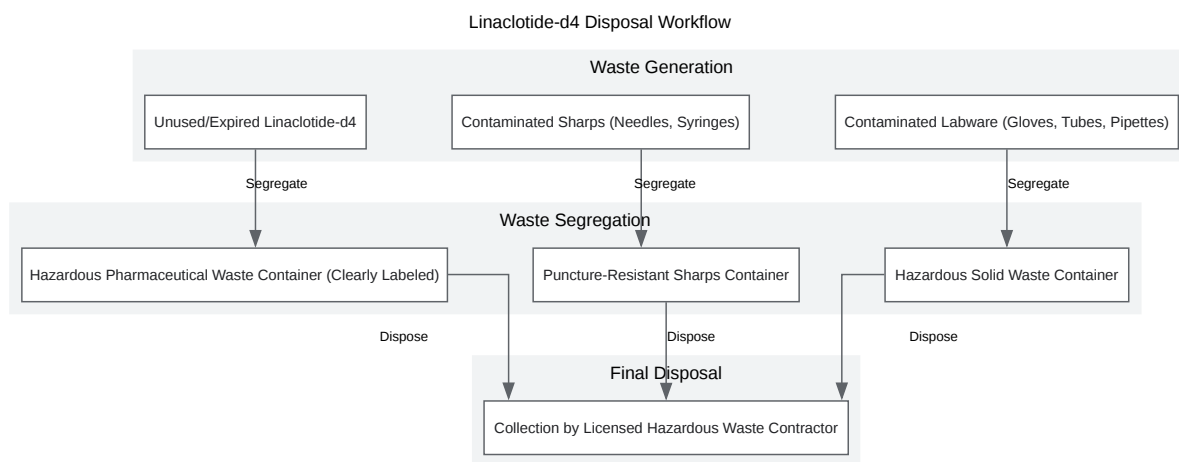 Linaclotide-d4 Disposal Workflow
Waste Generation
Unused/Expired Linaclotide-d4
Contaminated Sharps (Needles, Syringes)
Contaminated Labware (Gloves, Tubes, Pipettes)
Segregate
Segregate
Segregate
Waste Segregation
Hazardous Pharmaceutical Waste Container (Clearly Labeled)
Puncture-Resistant Sharps Container
Hazardous Solid Waste Container
Dispose
Dispose
Dispose
Final Disposal
Collection by Licensed Hazardous Waste Contractor